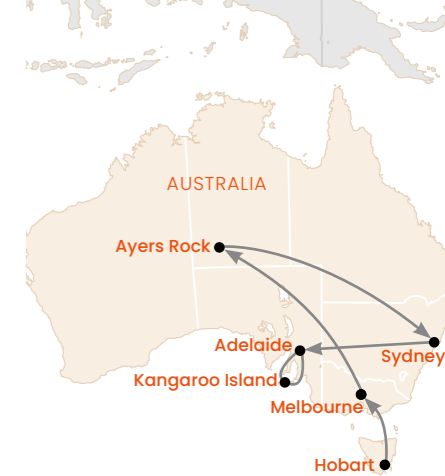 AUSTRALIA
Ayers Rock
Adelaide
Sydney
Kangaroo Island
Melbourne
Hobart